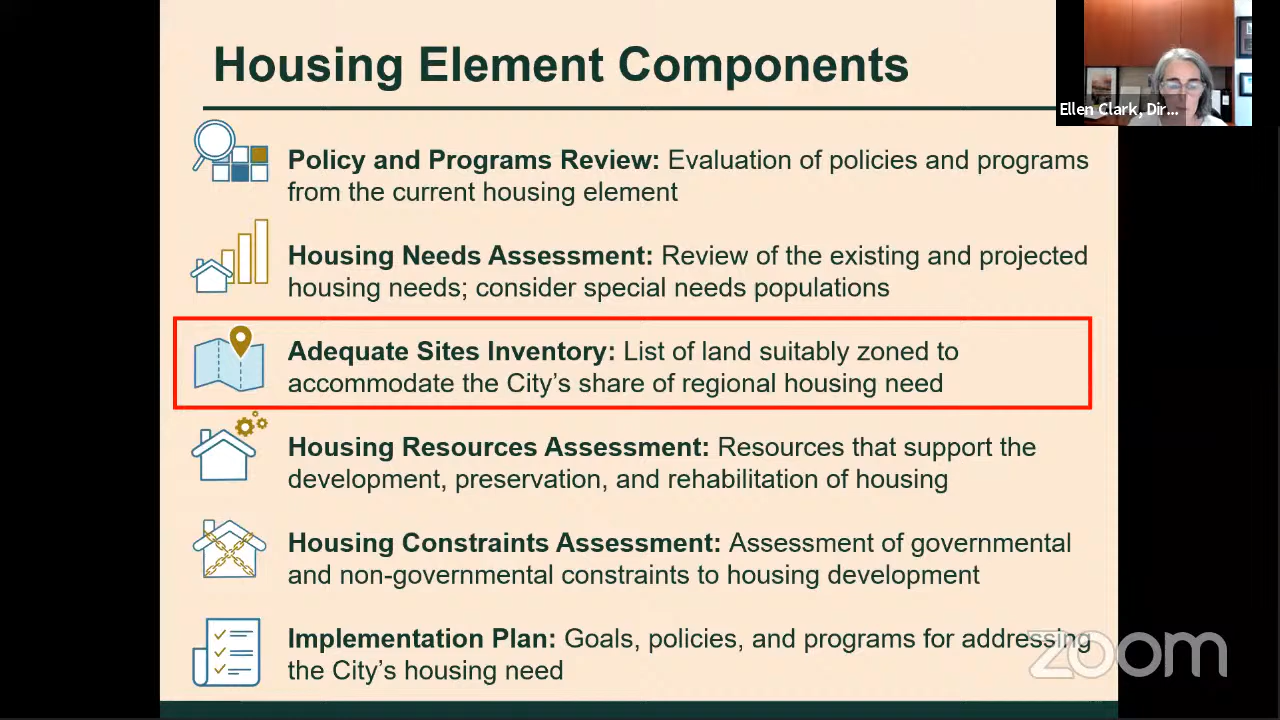 Housing Element Components
Ellen Clark, Dir...
Policy and Programs Review: Evaluation of policies and programs
from the current housing element
Housing Needs Assessment: Review of the existing and projected
housing needs; consider special needs populations
Adequate Sites Inventory: List of land suitably zoned to
accommodate the City’s share of regional housing need
Housing Resources Assessment: Resources that support the
development, preservation, and rehabilitation of housing
Housing Constraints Assessment: Assessment of governmental
and non-governmental constraints to housing development
Implementation Plan: Goals, policies, and programs for addressing
the City’s housing need
zoom